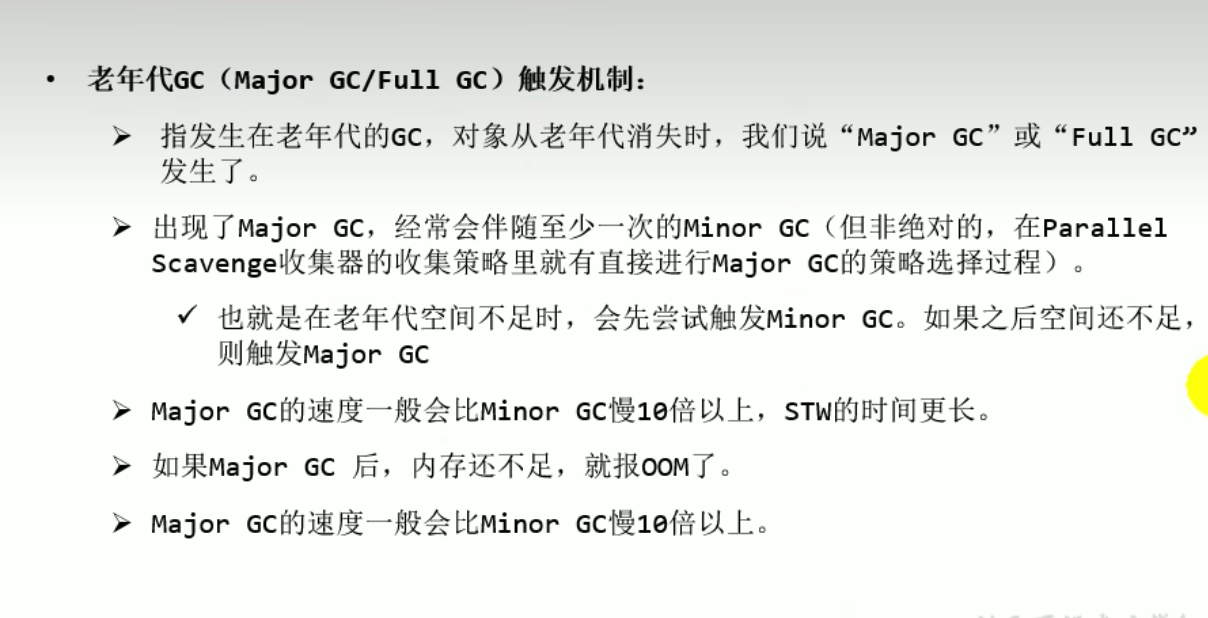 • 老年代GC（Major GC/Full GC）触发机制：
➢ 指发生在老年代的GC，对象从老年代消失时，我们说“Major GC”或“Full GC”
发生了。
➢ 出现了Major GC，经常会伴随至少一次的Minor GC（但非绝对的，在Parallel
Scavenge收集器的收集策略里就有直接进行Major GC的策略选择过程）。
✓ 也就是在老年代空间不足时，会先尝试触发Minor GC。如果之后空间还不足，
则触发Major GC
➢ Major GC的速度一般会比Minor GC慢10倍以上，STW的时间更长。
➢ 如果Major GC 后，内存还不足，就报OOM了。
➢ Major GC的速度一般会比Minor GC慢10倍以上。